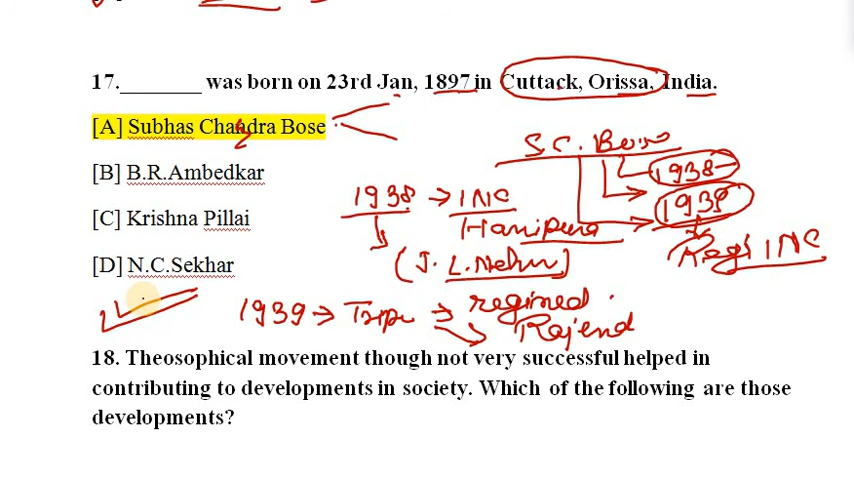 17.________ was born on 23rd Jan, 1897 in Cuttack, Orissa, India.
[A] Subhas Chandra Bose
S.C. Bose
1938
[B] B.R.Ambedkar
1938 → INC
1939
[C] Krishna Pillai
Haripura
INC
[D] N.C.Sekhar
(J. L. Nehru)
1939 →
Rajend
18. Theosophical movement though not very successful helped in
contributing to developments in society. Which of the following are those
developments?